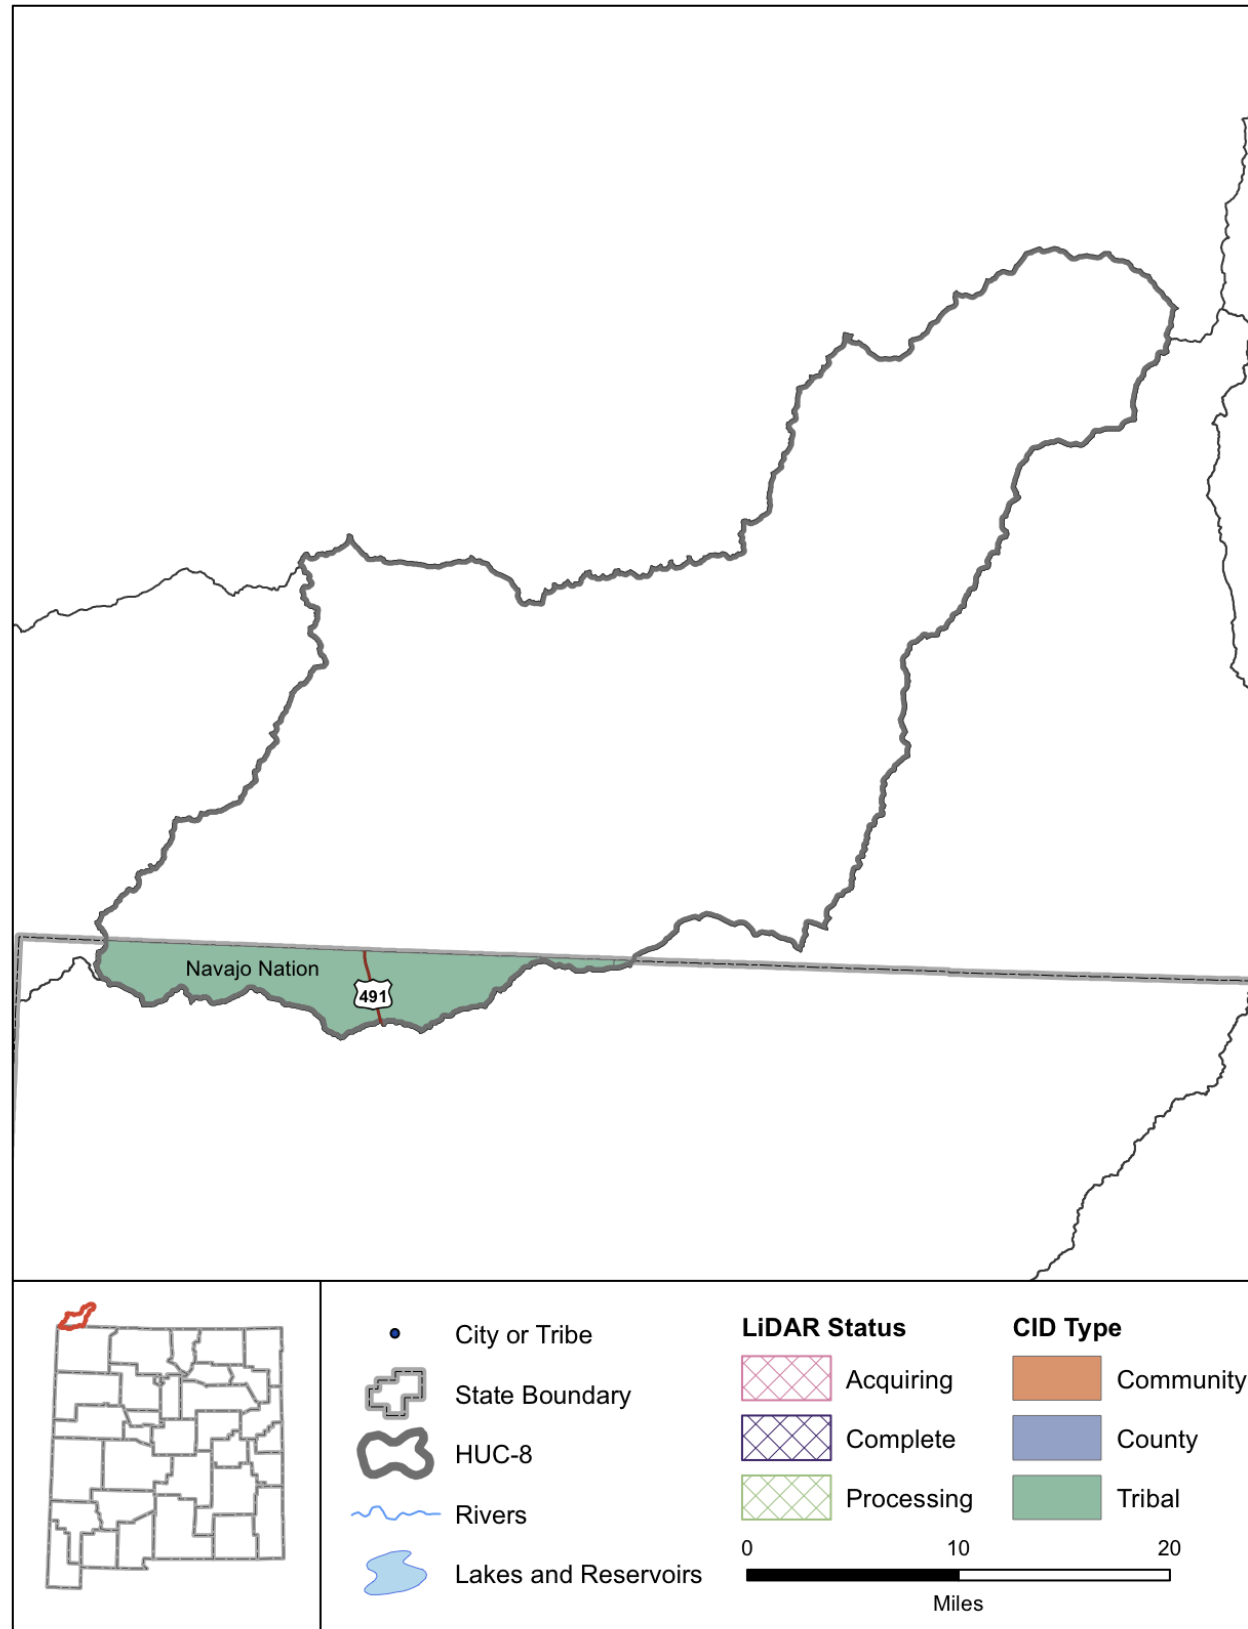 Navajo Nation
491
City or Tribe
State Boundary
HUC-8
Rivers
Lakes and Reservoirs
LiDAR Status
Acquiring
Complete
Processing
CID Type
Community
County
Tribal
0 10 20
Miles